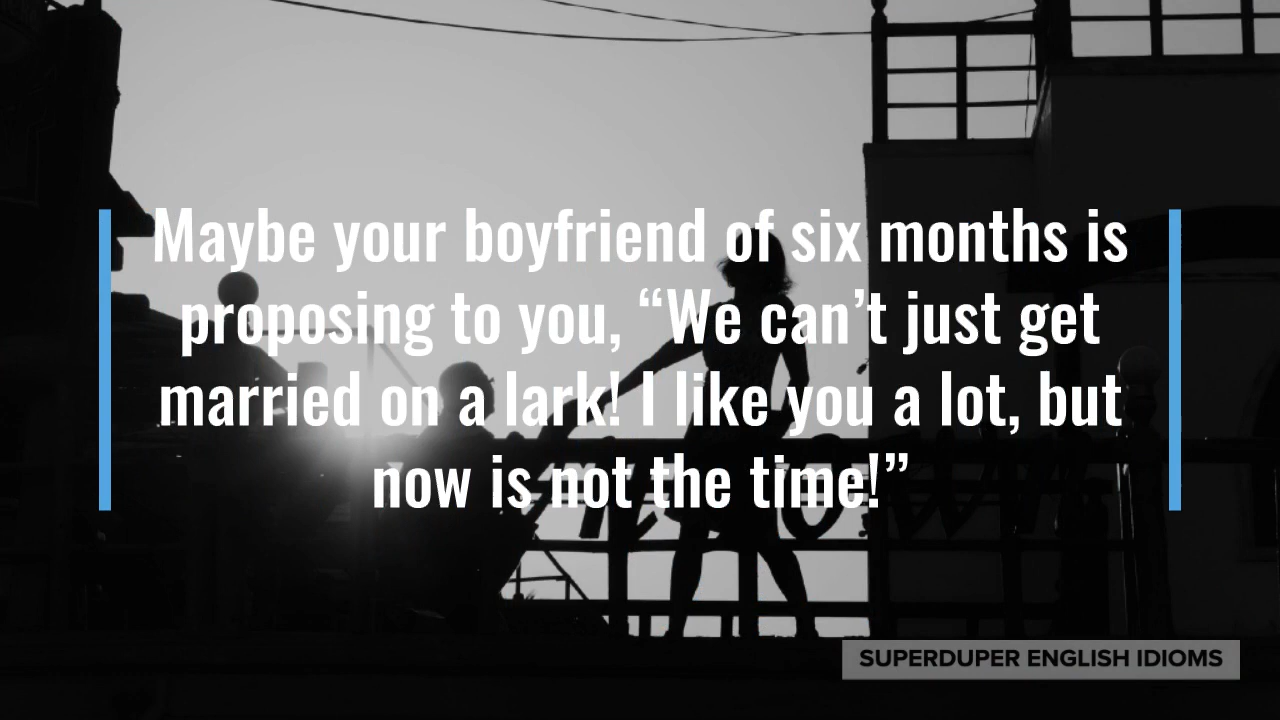 Maybe your boyfriend of six months is
proposing to you, “We can’t just get
married on a lark! I like you a lot, but
now is not the time!”
SUPERDUPER ENGLISH IDIOMS